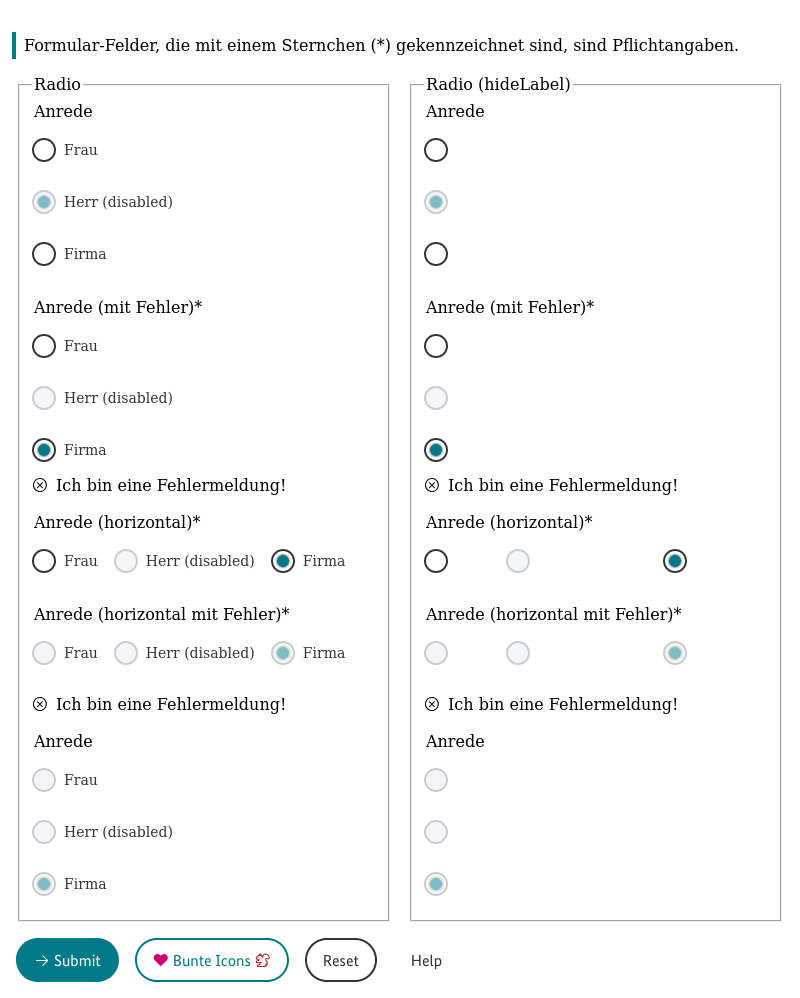 Formular-Felder, die mit einem Sternchen (*) gekennzeichnet sind, sind Pflichtangaben.
Radio
Anrede
Frau
Herr (disabled)
Firma
Anrede (mit Fehler)*
Frau
Herr (disabled)
Firma
Ich bin eine Fehlermeldung!
Anrede (horizontal)*
Frau Herr (disabled) Firma
Anrede (horizontal mit Fehler)*
Frau Herr (disabled) Firma
Ich bin eine Fehlermeldung!
Anrede
Frau
Herr (disabled)
Firma
Radio (hideLabel)
Anrede
Anrede (mit Fehler)*
Ich bin eine Fehlermeldung!
Anrede (horizontal)*
Anrede (horizontal mit Fehler)*
Ich bin eine Fehlermeldung!
Anrede
Submit Bunte Icons Reset Help